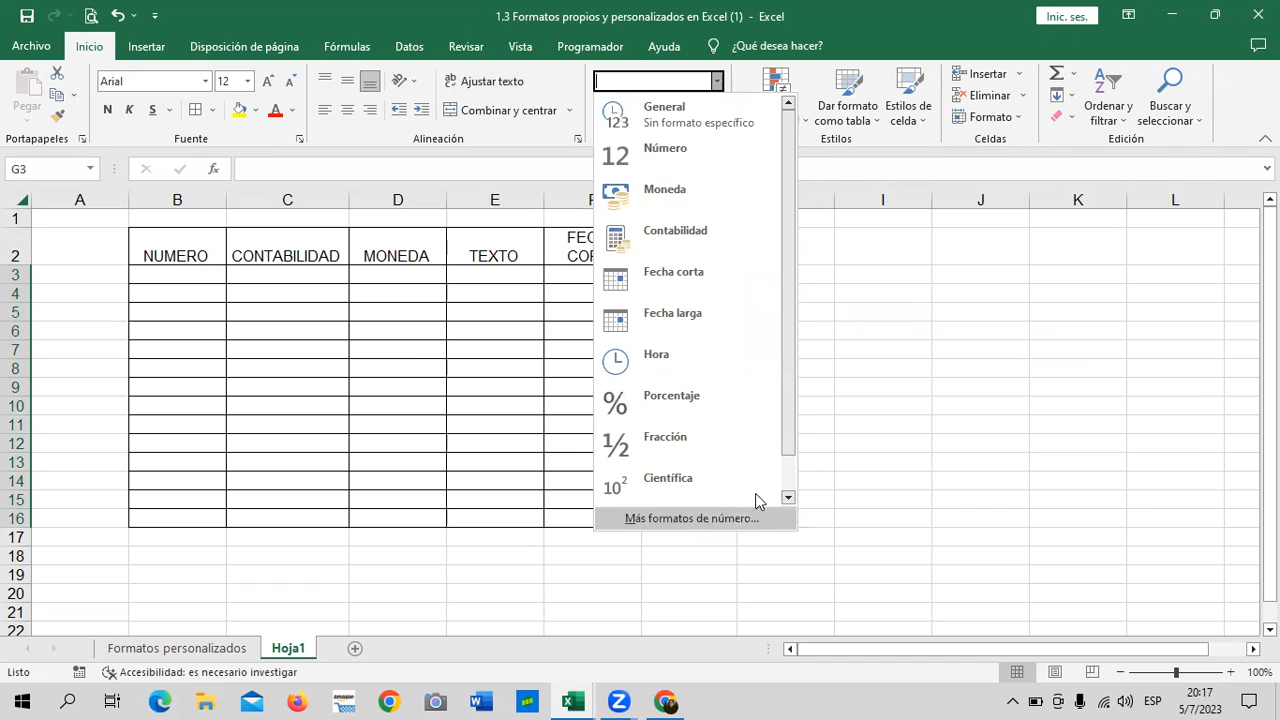 1.3 Formatos propios y personalizados en Excel (1) - Excel
Inic. ses.
Archivo Inicio Insertar Disposición de página Fórmulas Datos Revisar Vista Programador Ayuda ¿Qué desea hacer?
Pegar
Arial 12
N K S
Ajustar texto
Combinar y centrar
Dar formato
como tabla
Estilos de
celda
Insertar
Eliminar
Formato
Ordenar y
filtrar
Buscar y
seleccionar
Portapapeles Fuente Alineación Estilos Celdas Edición
General
Sin formato específico
Número
Moneda
Contabilidad
Fecha corta
Fecha larga
Hora
Porcentaje
Fracción
Científica
Más formatos de número...
G3
A B C D E I J K L
1
2 NUMERO CONTABILIDAD MONEDA TEXTO
3
4
5
6
7
8
9
10
11
12
13
14
15
16
17
18
19
20
21
22
Formatos personalizados Hoja1
Listo Accesibilidad: es necesario investigar 100%
ESP
20:17
5/7/2023